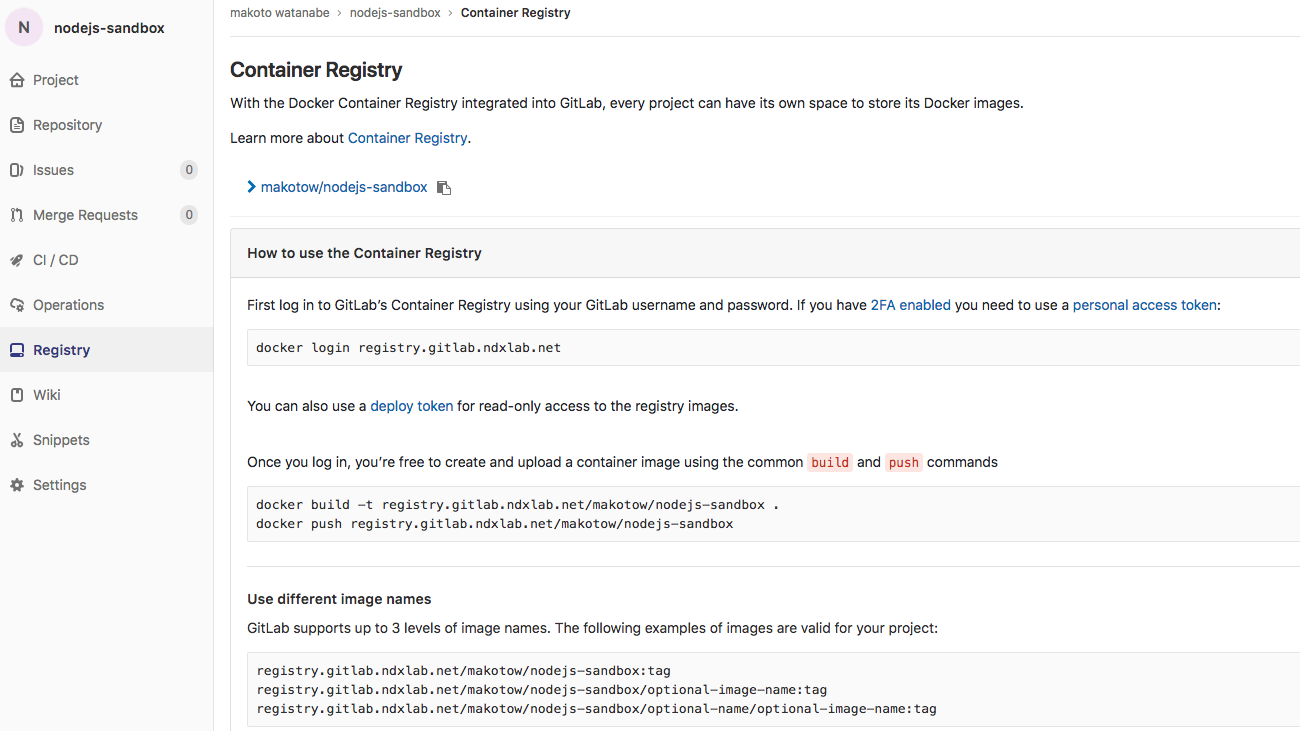 N nodejs-sandbox
Project
Repository
Issues 0
Merge Requests 0
CI / CD
Operations
Registry
Wiki
Snippets
Settings
makoto watanabe › nodejs-sandbox › Container Registry
Container Registry
With the Docker Container Registry integrated into GitLab, every project can have its own space to store its Docker images.
Learn more about Container Registry.
makotow/nodejs-sandbox
How to use the Container Registry
First log in to GitLab’s Container Registry using your GitLab username and password. If you have 2FA enabled you need to use a personal access token:
docker login registry.gitlab.ndxlab.net
You can also use a deploy token for read-only access to the registry images.
Once you log in, you’re free to create and upload a container image using the common build and push commands
docker build -t registry.gitlab.ndxlab.net/makotow/nodejs-sandbox .
docker push registry.gitlab.ndxlab.net/makotow/nodejs-sandbox
Use different image names
GitLab supports up to 3 levels of image names. The following examples of images are valid for your project:
registry.gitlab.ndxlab.net/makotow/nodejs-sandbox:tag
registry.gitlab.ndxlab.net/makotow/nodejs-sandbox/optional-image-name:tag
registry.gitlab.ndxlab.net/makotow/nodejs-sandbox/optional-name/optional-image-name:tag